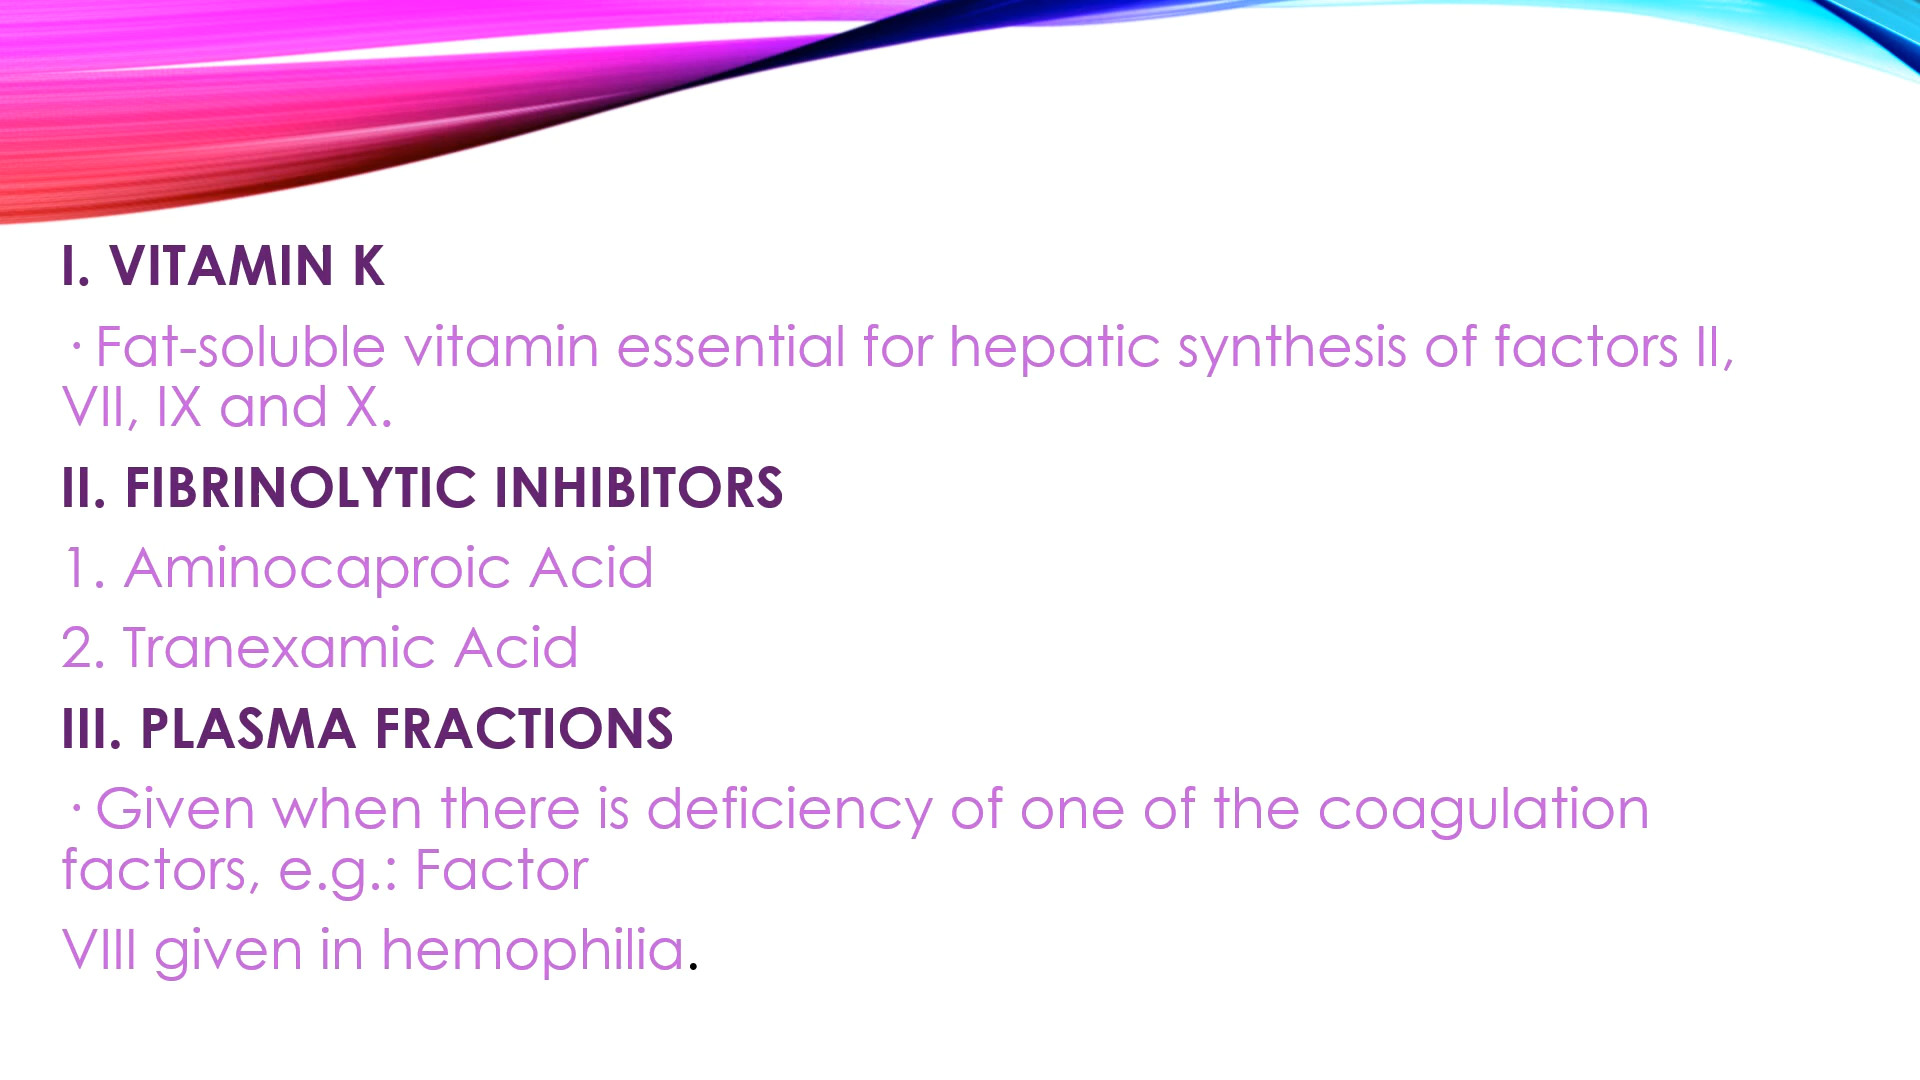 I. VITAMIN K
· Fat-soluble vitamin essential for hepatic synthesis of factors II,
VII, IX and X.
II. FIBRINOLYTIC INHIBITORS
1. Aminocaproic Acid
2. Tranexamic Acid
III. PLASMA FRACTIONS
· Given when there is deficiency of one of the coagulation
factors, e.g.: Factor
VIII given in hemophilia.